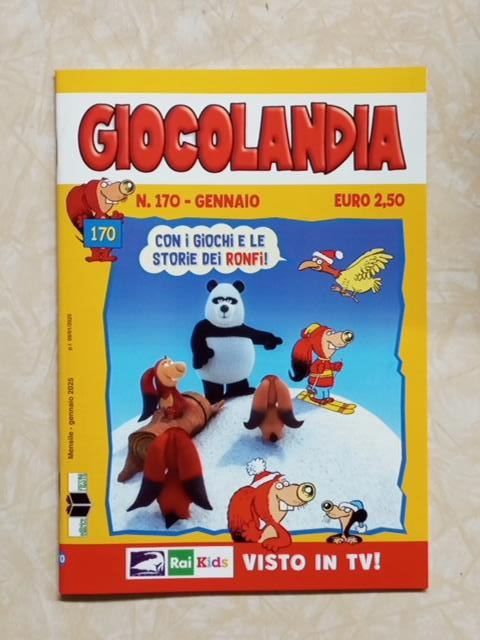 GIOCOLANDIA
N. 170 - GENNAIO
EURO 2,50
170
CON I GIOCHI E LE
STORIE DEI RONFI!
Mensile - gennaio 2025
Rai Kids
VISTO IN TV!